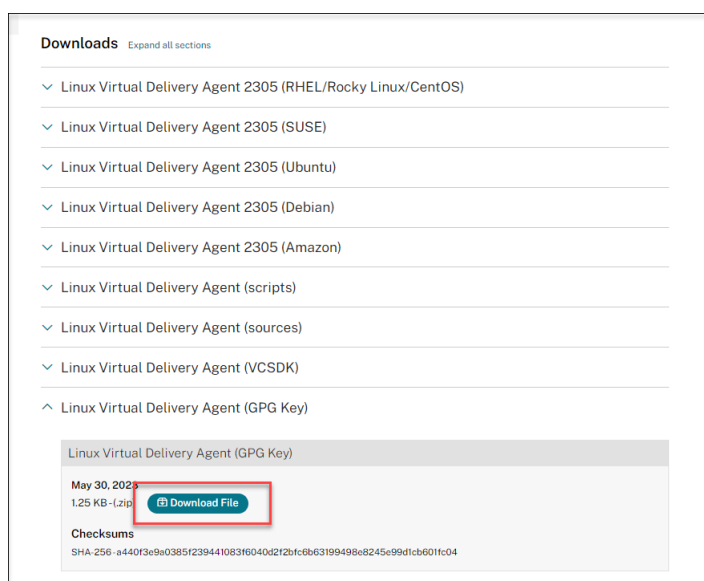 Downloads Expand all sections
Linux Virtual Delivery Agent 2305 (RHEL/Rocky Linux/CentOS)
Linux Virtual Delivery Agent 2305 (SUSE)
Linux Virtual Delivery Agent 2305 (Ubuntu)
Linux Virtual Delivery Agent 2305 (Debian)
Linux Virtual Delivery Agent 2305 (Amazon)
Linux Virtual Delivery Agent (scripts)
Linux Virtual Delivery Agent (sources)
Linux Virtual Delivery Agent (VCSDK)
Linux Virtual Delivery Agent (GPG Key)
Linux Virtual Delivery Agent (GPG Key)
May 30, 2023
1.25 KB - (.zip Download File
Checksums
SHA-256 - a440f3e9a0385f239441083f6040d2f2bfc6b63199498e8245e99d1cb601fc04